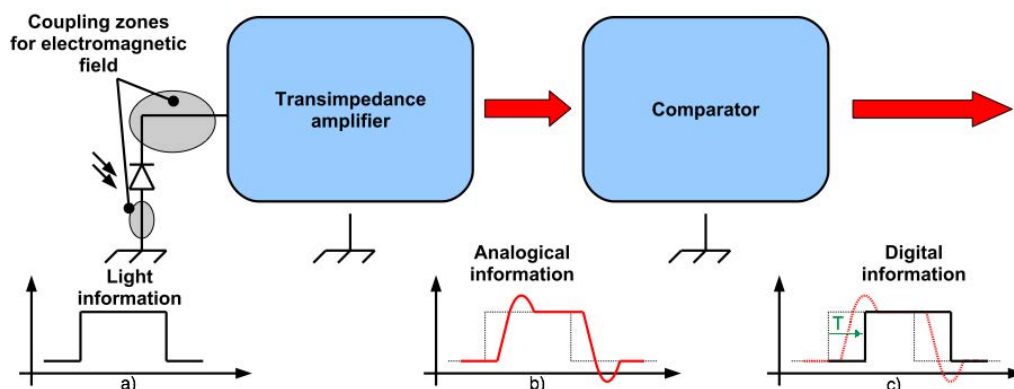 Coupling zones
for electromagnetic
field
Transimpedance
amplifier
Comparator
Light
information
Analogical
information
Digital
information
T
a)
b)
c)